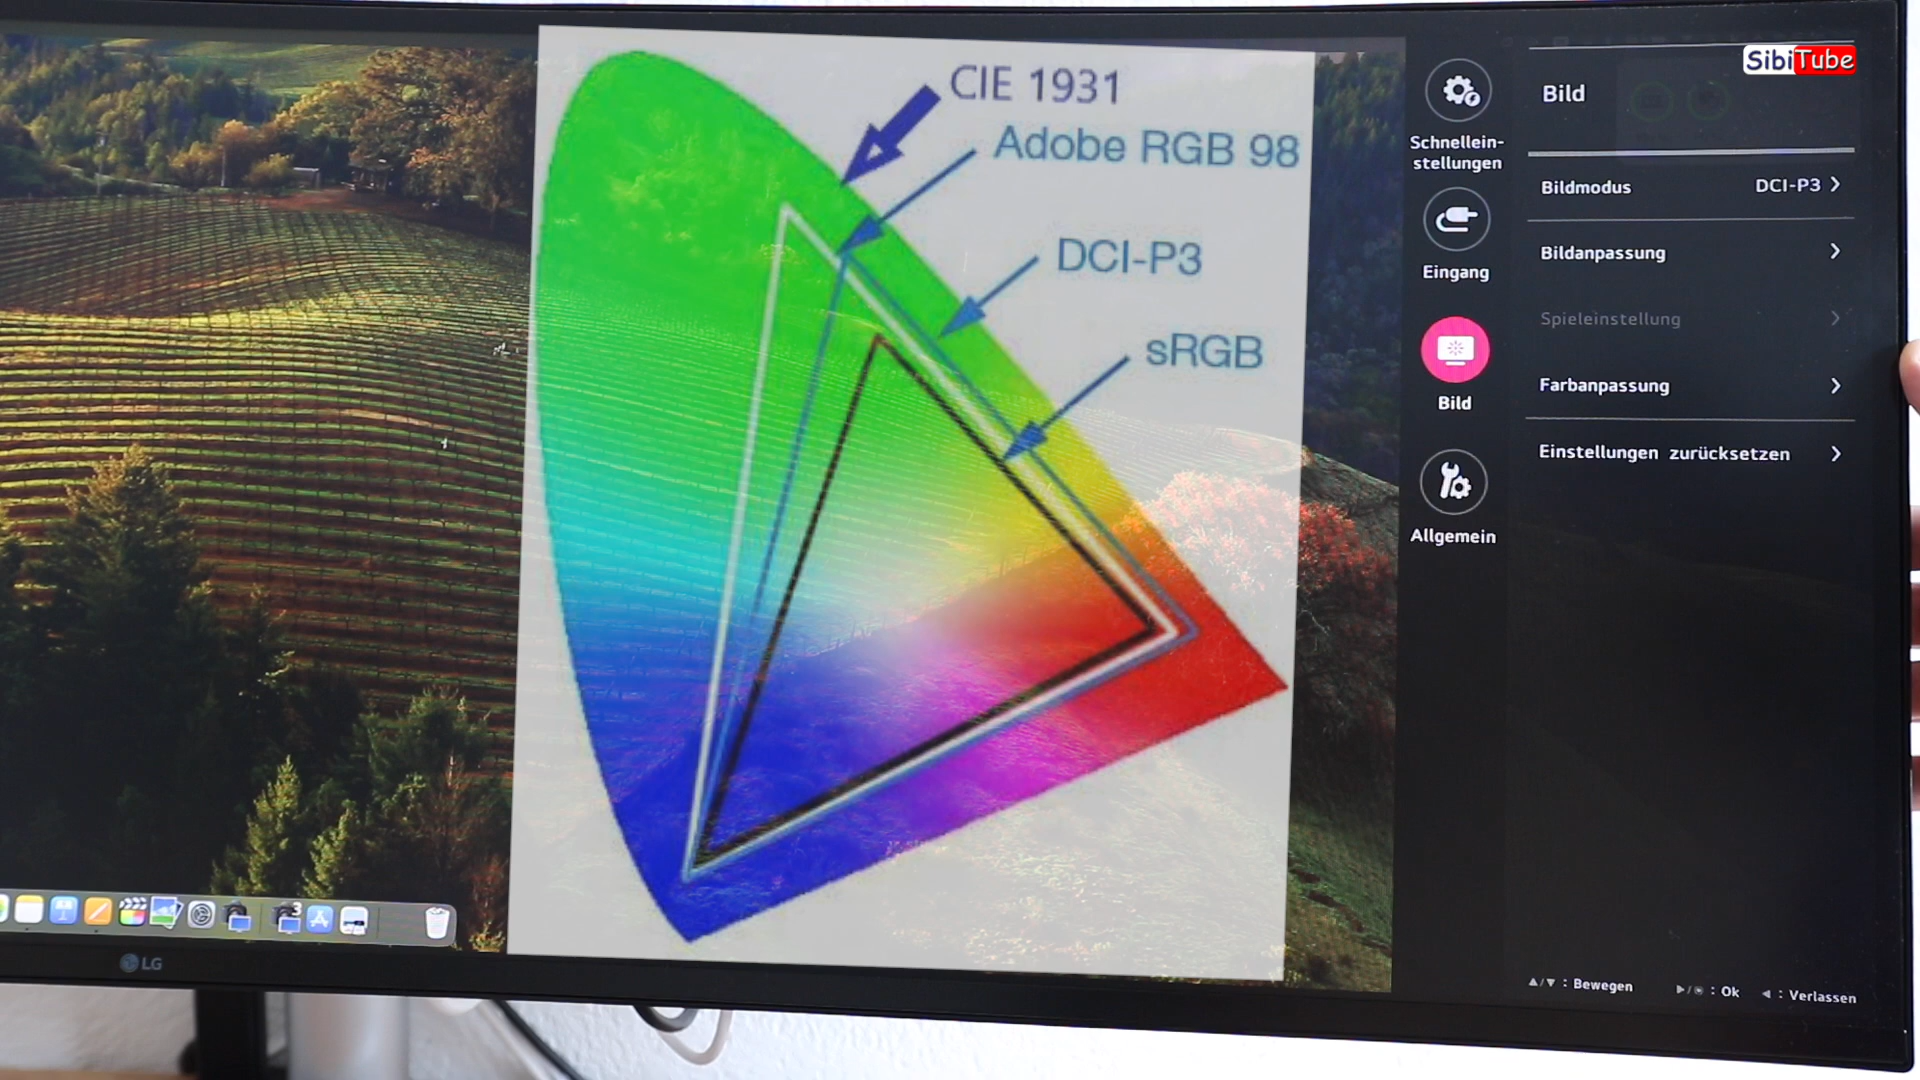 SibiTube
CIE 1931
Adobe RGB 98
DCI-P3
sRGB
Schnellein-
stellungen
Eingang
Bild
Allgemein
Bild
Bildmodus DCI-P3
Bildanpassung
Spieleinstellung
Farbanpassung
Einstellungen zurücksetzen
▲/▼ : Bewegen ▶/◉ : Ok ◀ : Verlassen
3
LG